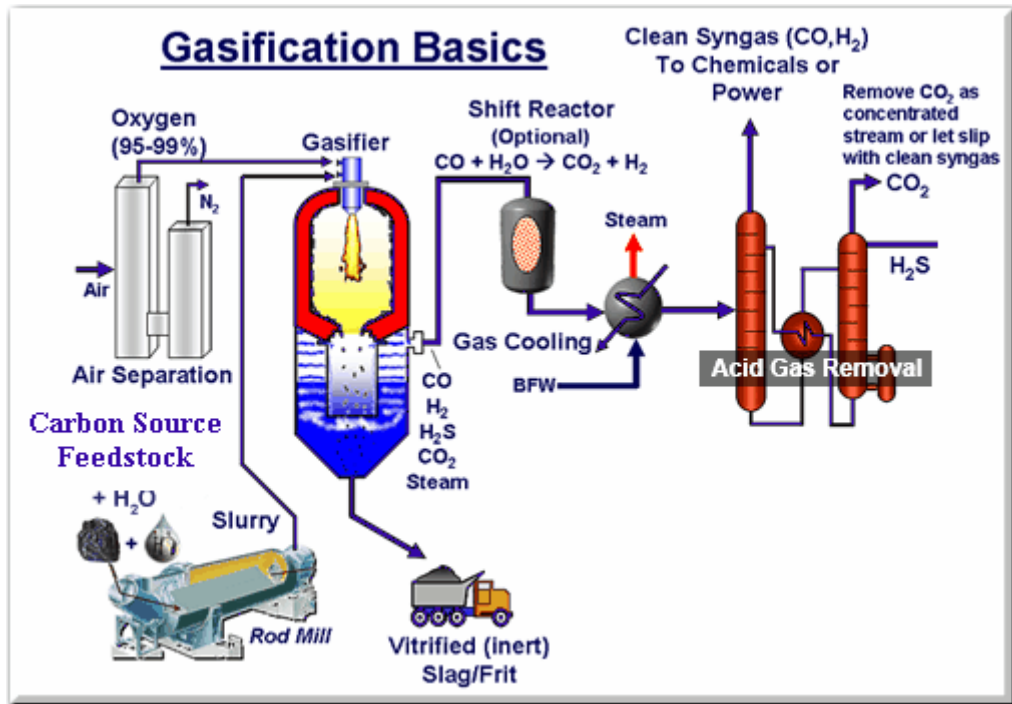 Gasification Basics
Oxygen
(95-99%)
N₂
Air
Air Separation
Carbon Source
Feedstock
+ H₂O
+
Slurry
Rod Mill
Gasifier
CO
H₂
H₂S
CO₂
Steam
Vitrified (inert)
Slag/Frit
Shift Reactor
(Optional)
CO + H₂O → CO₂ + H₂
Steam
Gas Cooling
BFW
Clean Syngas (CO,H₂)
To Chemicals or
Power
Remove CO₂ as
concentrated
stream or let slip
with clean syngas
CO₂
H₂S
Acid Gas Removal